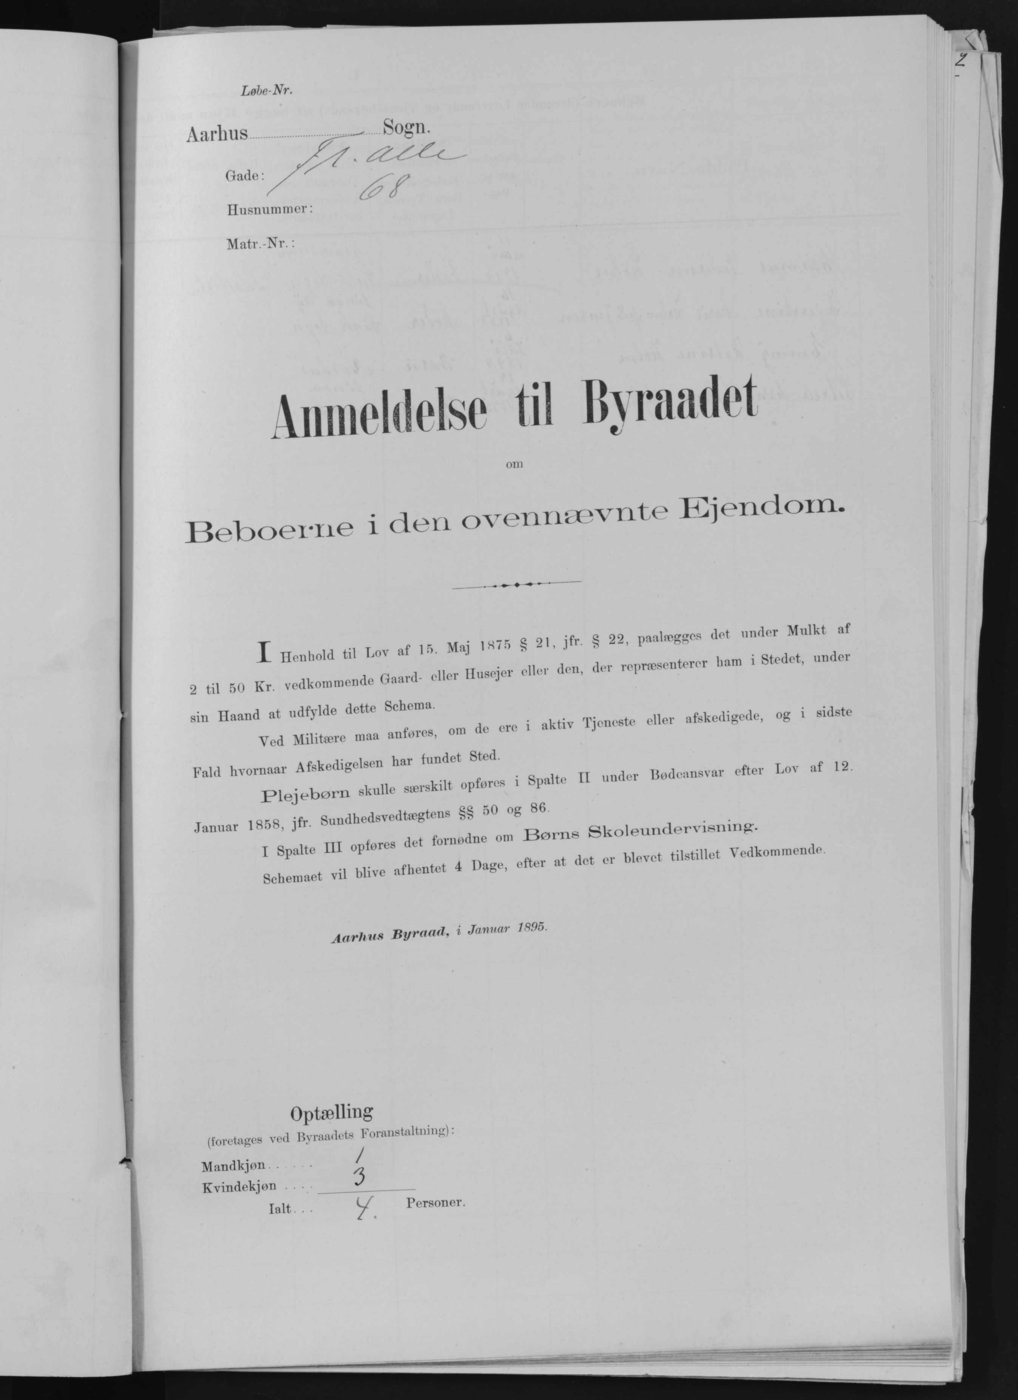 Løbe-Nr.
Aarhus Sogn.
Gade: Fr. alle
Husnummer: 68
Matr.-Nr.:
Anmeldelse til Byraadet
om
Beboerne i den ovennævnte Ejendom.
I Henhold til Lov af 15. Maj 1875 § 21, jfr. § 22, paalægges det under Mulkt af
2 til 50 Kr. vedkommende Gaard- eller Husejer eller den, der repræsenterer ham i Stedet, under
sin Haand at udfylde dette Schema.
Ved Militære maa anføres, om de ere i aktiv Tjeneste eller afskedigede, og i sidste
Fald hvornaar Afskedigelsen har fundet Sted.
Plejebørn skulle særskilt opføres i Spalte II under Bødeansvar efter Lov af 12.
Januar 1858, jfr. Sundhedsvedtægtens §§ 50 og 86.
I Spalte III opføres det fornødne om Børns Skoleundervisning.
Schemaet vil blive afhentet 4 Dage, efter at det er blevet tilstillet Vedkommende.
Aarhus Byraad, i Januar 1895.
Optælling
(foretages ved Byraadets Foranstaltning):
Mandkjøn...... 1
Kvindekjøn .... 3
Ialt... 4. Personer.
2